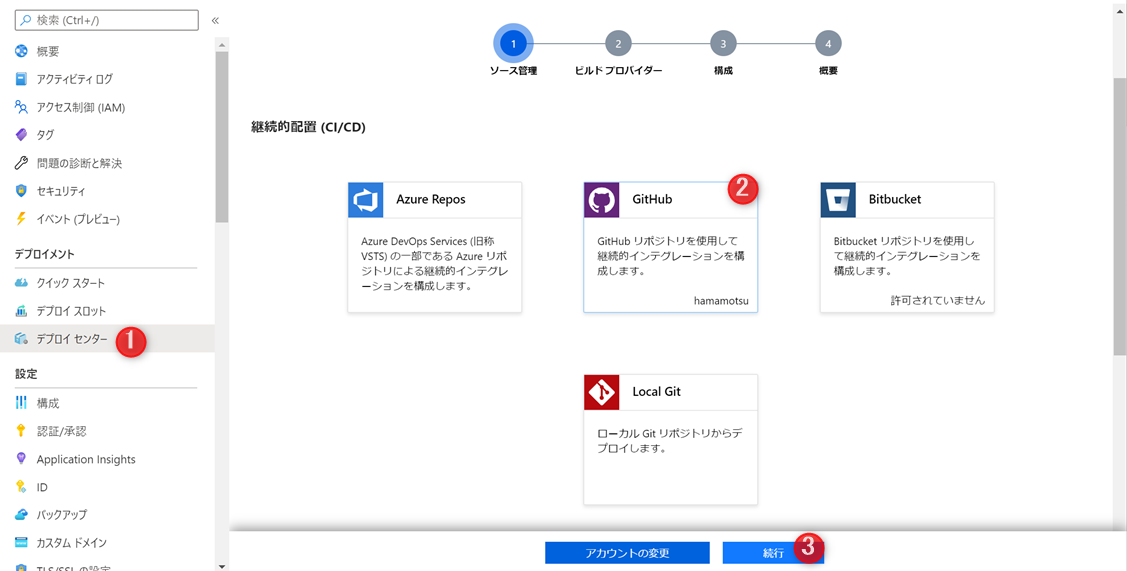 検索 (Ctrl+/)
«
概要
アクティビティ ログ
アクセス制御 (IAM)
タグ
問題の診断と解決
セキュリティ
イベント (プレビュー)
デプロイメント
クイック スタート
デプロイ スロット
デプロイ センター
1
設定
構成
認証/承認
Application Insights
ID
バックアップ
カスタム ドメイン
TLS/SSL の設定
1
2
3
4
ソース管理
ビルド プロバイダー
構成
概要
継続的配置 (CI/CD)
Azure Repos
Azure DevOps Services (旧称
VSTS) の一部である Azure リポ
ジトリによる継続的インテグレ
ーションを構成します。
GitHub
2
GitHub リポジトリを使用して
継続的インテグレーションを構
成します。
hamamotsu
Bitbucket
Bitbucket リポジトリを使用し
て継続的インテグレーションを
構成します。
許可されていません
Local Git
ローカル Git リポジトリからデ
プロイします。
アカウントの変更
続行
3